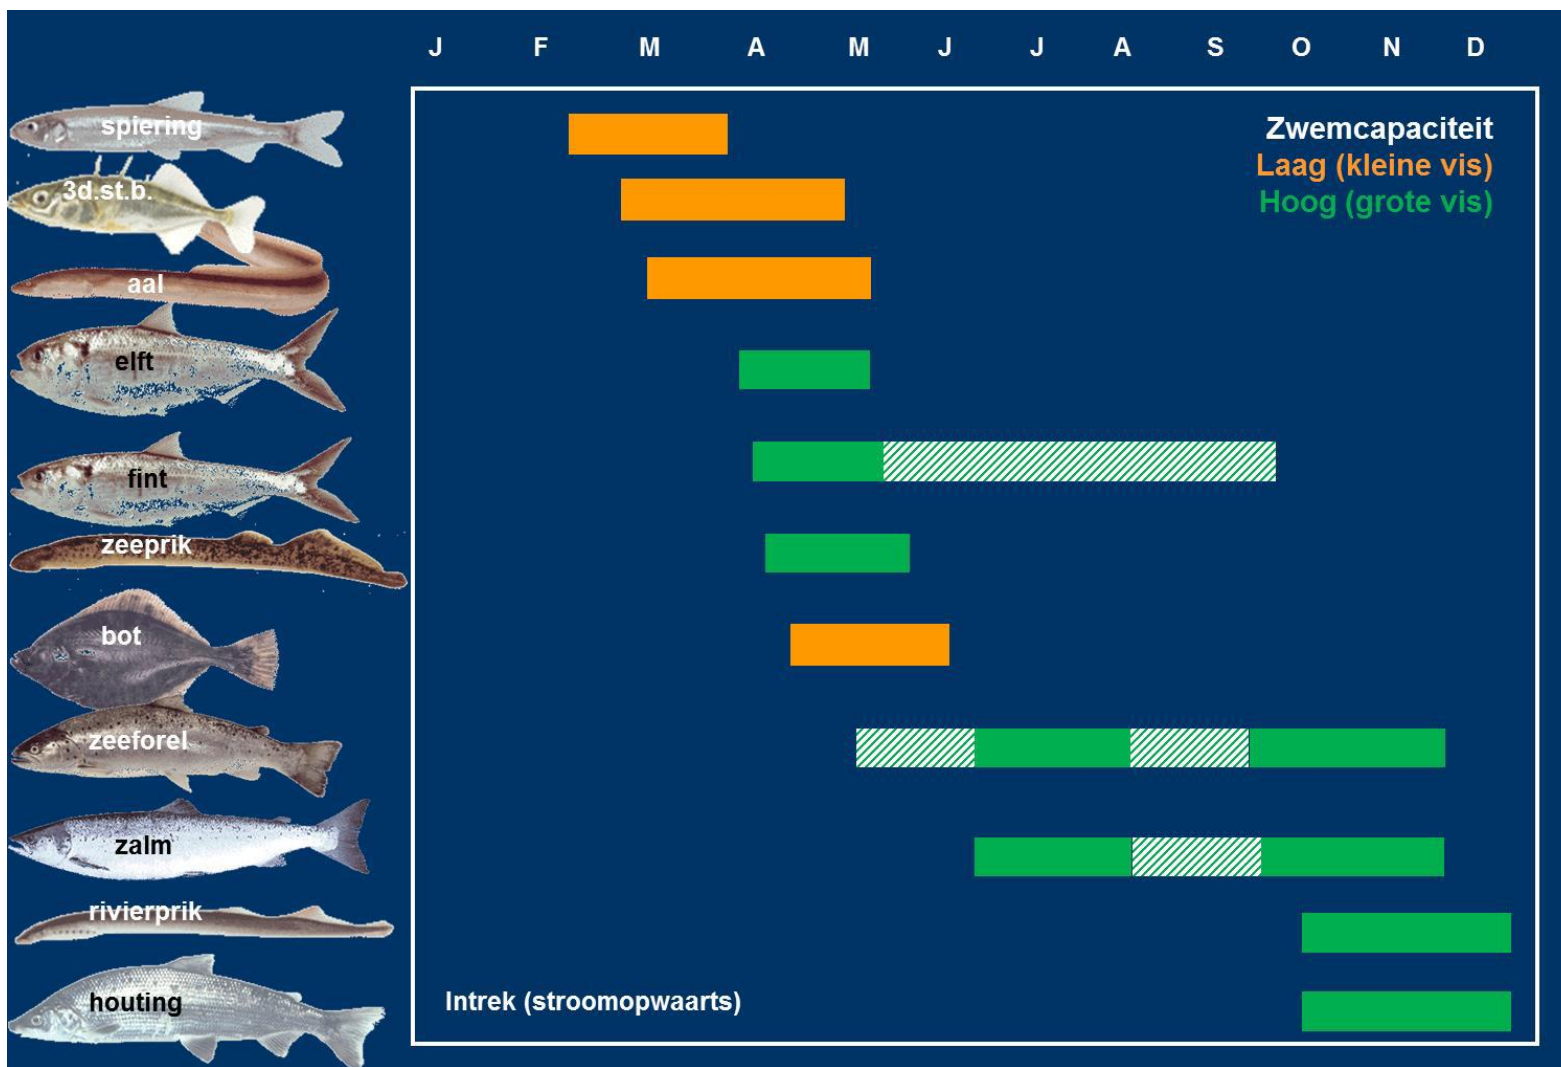 J F M A M J J A S O N D
spiering
Zwemcapaciteit
Laag (kleine vis)
Hoog (grote vis)
3d.st.b.
aal
elft
fint
zeeprik
bot
zeeforel
zalm
rivierprik
houting
Intrek (stroomopwaarts)